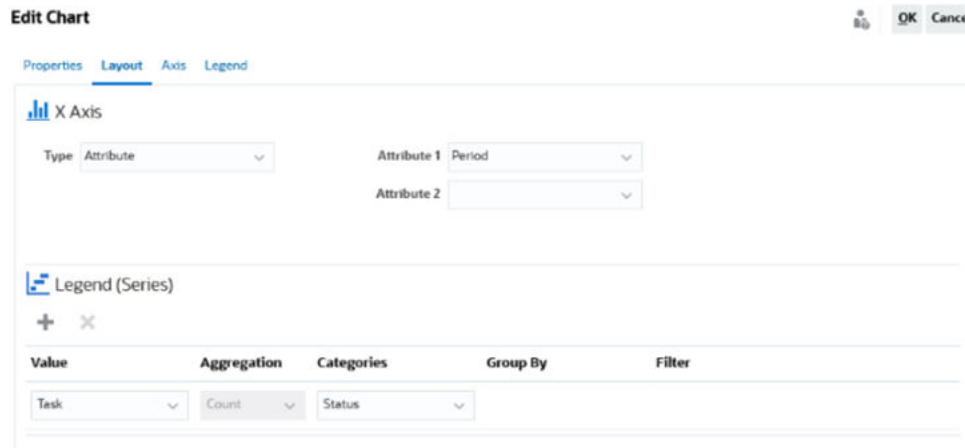 Edit Chart
OK Cance
Properties Layout Axis Legend
X Axis
Type Attribute Attribute 1 Period
Attribute 2
Legend (Series)
Value Aggregation Categories Group By Filter
Task Count Status